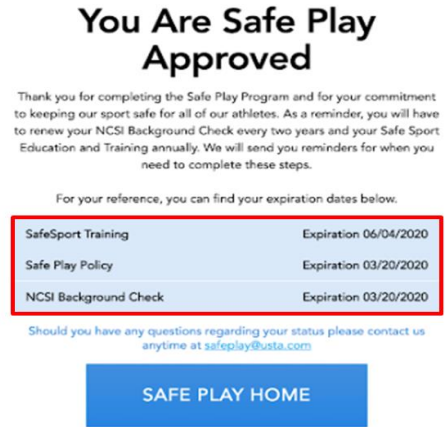 You Are Safe Play
Approved
Thank you for completing the Safe Play Program and for your commitment
to keeping our sport safe for all of our athletes. As a reminder, you will have
to renew your NCSI Background Check every two years and your Safe Sport
Education and Training annually. We will send you reminders for when you
need to complete these steps.
For your reference, you can find your expiration dates below.
SafeSport Training Expiration 06/04/2020
Safe Play Policy Expiration 03/20/2020
NCSI Background Check Expiration 03/20/2020
Should you have any questions regarding your status please contact us
anytime at safeplay@usta.com
SAFE PLAY HOME